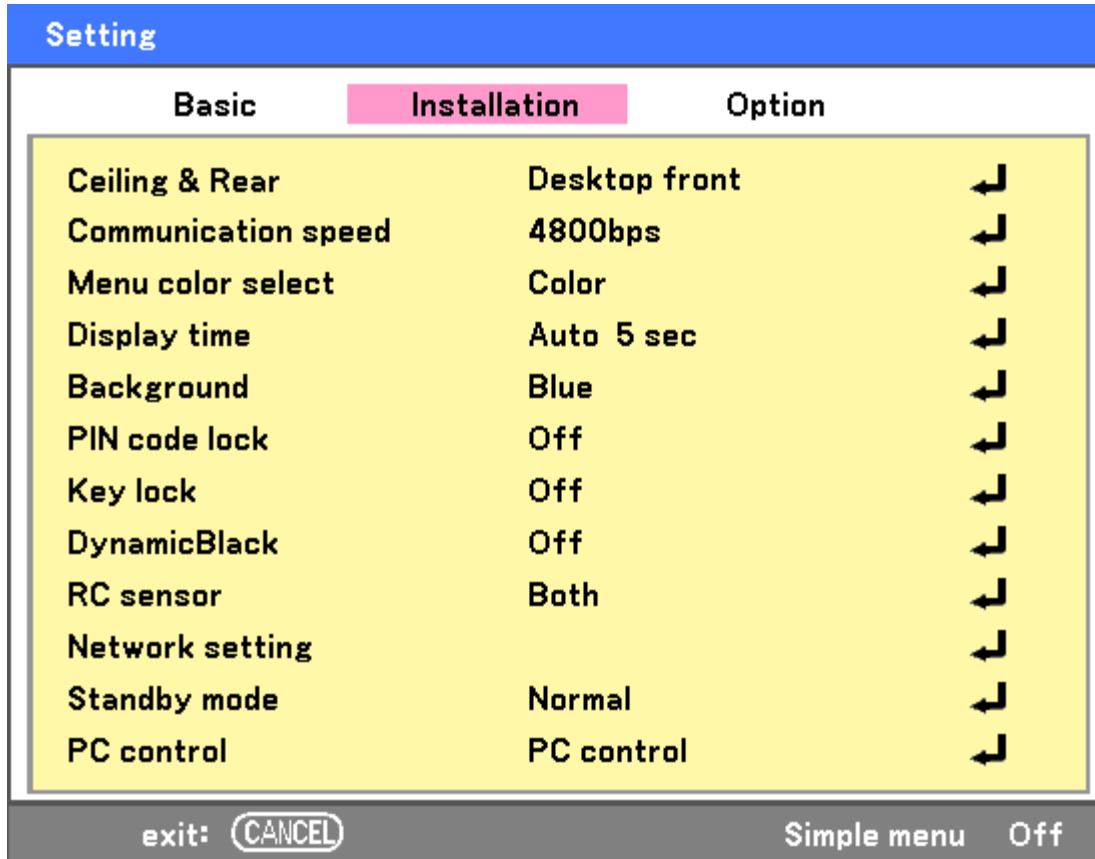 Setting
Basic Installation Option
Ceiling & Rear Desktop front
Communication speed 4800bps
Menu color select Color
Display time Auto 5 sec
Background Blue
PIN code lock Off
Key lock Off
DynamicBlack Off
RC sensor Both
Network setting
Standby mode Normal
PC control PC control
exit: CANCEL Simple menu Off